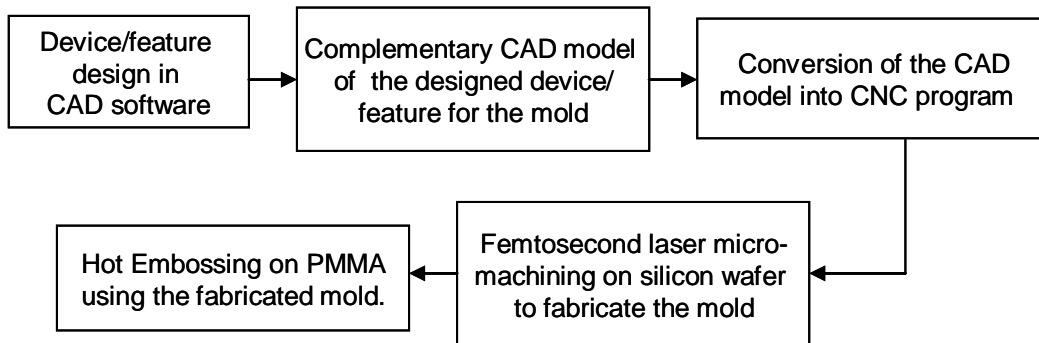 Device/feature
design in
CAD software
Complementary CAD model
of the designed device/
feature for the mold
Conversion of the CAD
model into CNC program
Femtosecond laser micro-
machining on silicon wafer
to fabricate the mold
Hot Embossing on PMMA
using the fabricated mold.